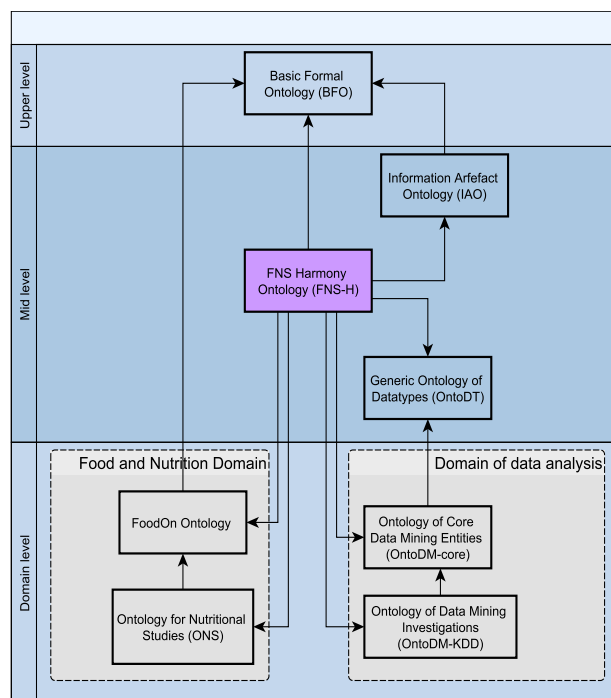 Upper level
Basic Formal
Ontology (BFO)
Mid level
Information Arfefact
Ontology (IAO)
FNS Harmony
Ontology (FNS-H)
Generic Ontology of
Datatypes (OntoDT)
Domain level
Food and Nutrition Domain
FoodOn Ontology
Ontology for Nutritional
Studies (ONS)
Domain of data analysis
Ontology of Core
Data Mining Entities
(OntoDM-core)
Ontology of Data Mining
Investigations
(OntoDM-KDD)